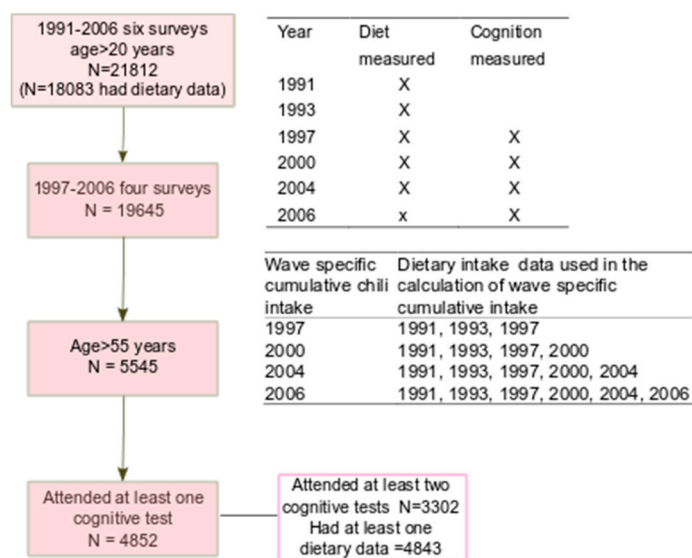 1991-2006 six surveys
age>20 years
N=21812
(N=18083 had dietary data)
1997-2006 four surveys
N = 19645
Age>55 years
N = 5545
Attended at least one
cognitive test
N = 4852
Attended at least two
cognitive tests N=3302
Had at least one
dietary data =4843
Year Diet Cognition
measured measured
1991 X
1993 X
1997 X X
2000 X X
2004 X X
2006 x X
Wave specific Dietary intake data used in the
cumulative chili calculation of wave specific
intake cumulative intake
1997 1991, 1993, 1997
2000 1991, 1993, 1997, 2000
2004 1991, 1993, 1997, 2000, 2004
2006 1991, 1993, 1997, 2000, 2004, 2006